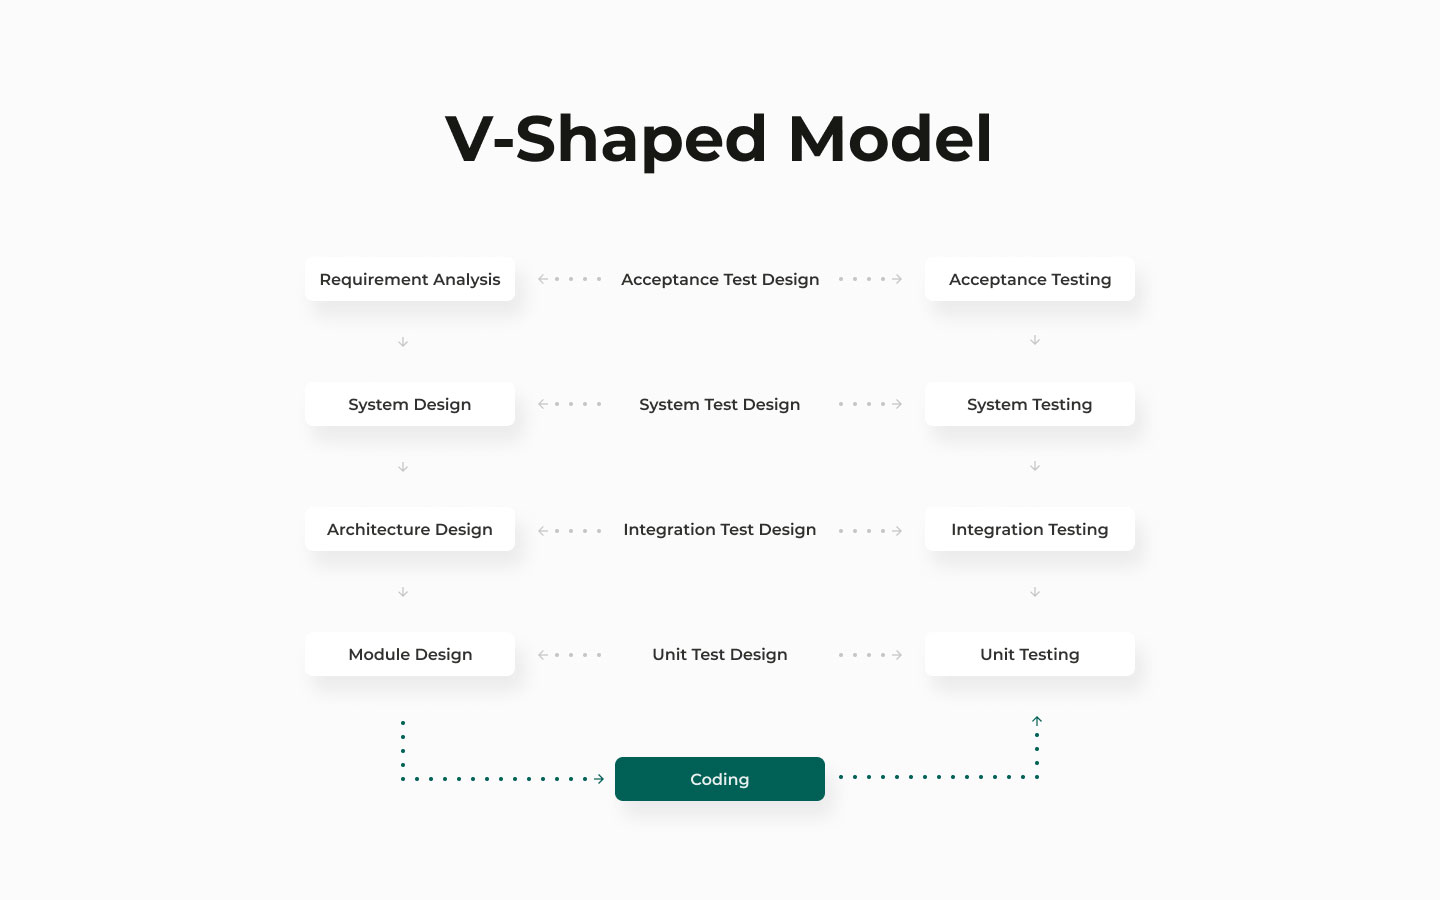 V-Shaped Model
Requirement Analysis
Acceptance Test Design
Acceptance Testing
System Design
System Test Design
System Testing
Architecture Design
Integration Test Design
Integration Testing
Module Design
Unit Test Design
Unit Testing
Coding